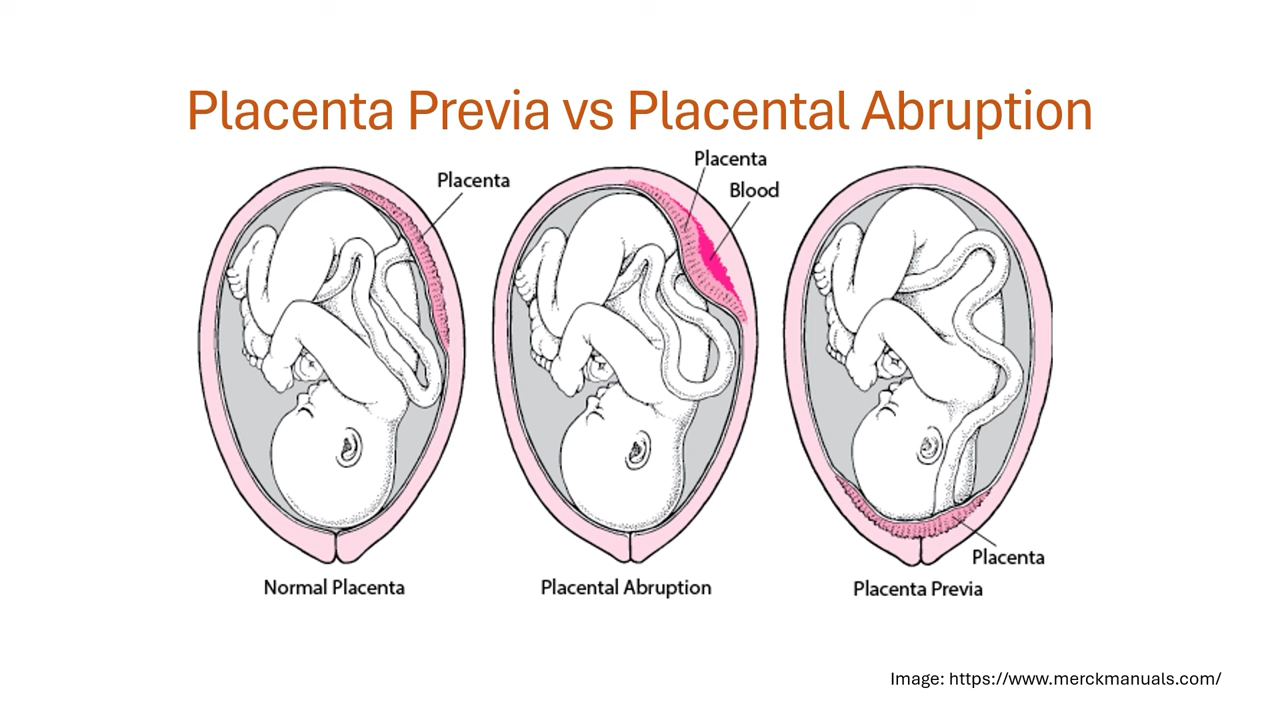 Placenta Previa vs Placental Abruption
Placenta
Placenta
Blood
Placenta
Normal Placenta
Placental Abruption
Placenta Previa
Image: https://www.merckmanuals.com/